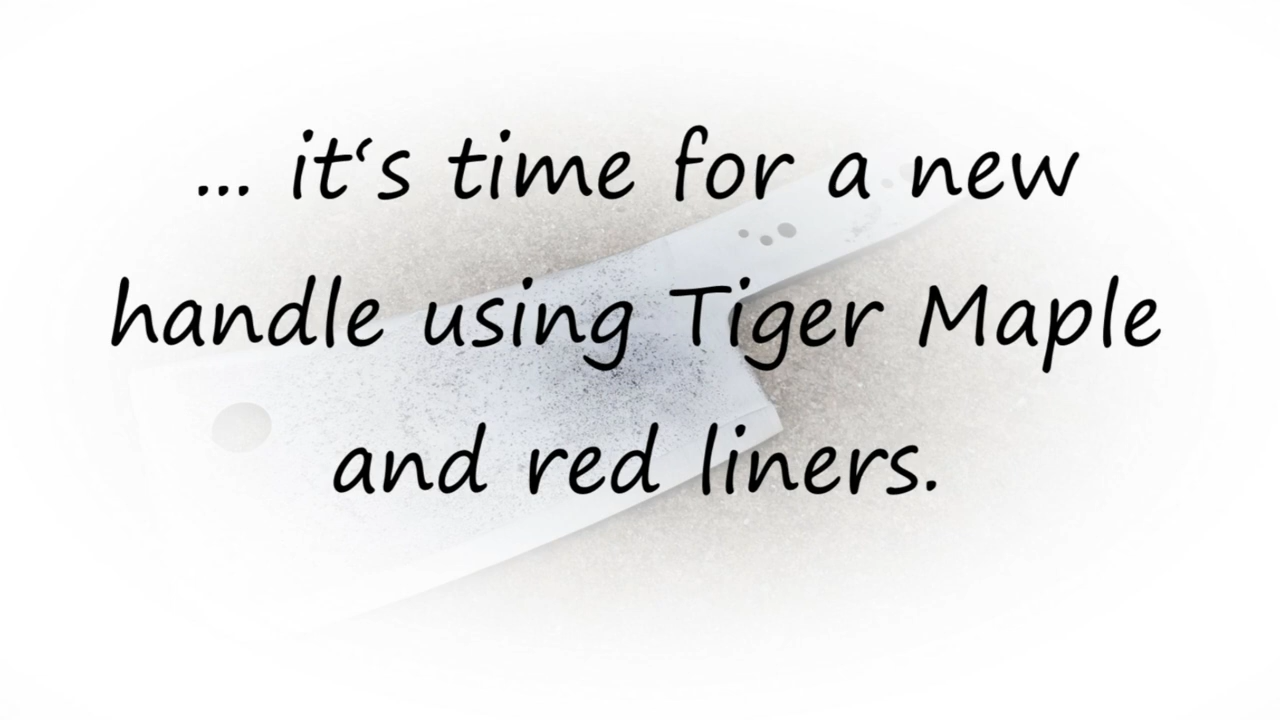 ... it‘s time for a new
handle using Tiger Maple
and red liners.